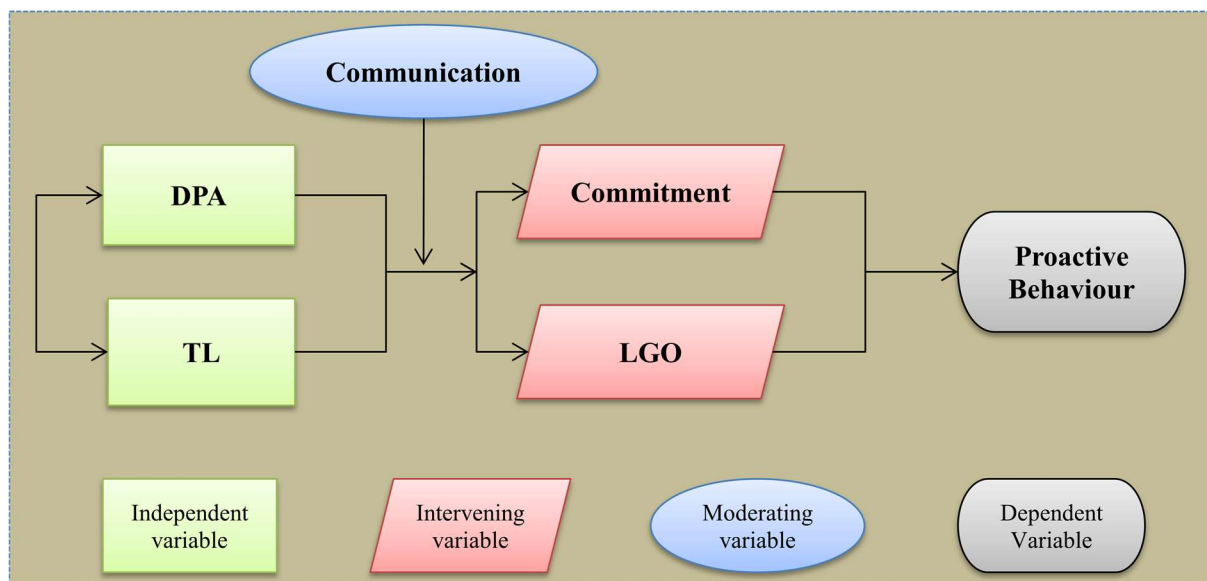 Communication
DPA
Commitment
Proactive
Behaviour
TL
LGO
Independent
variable
Intervening
variable
Moderating
variable
Dependent
Variable